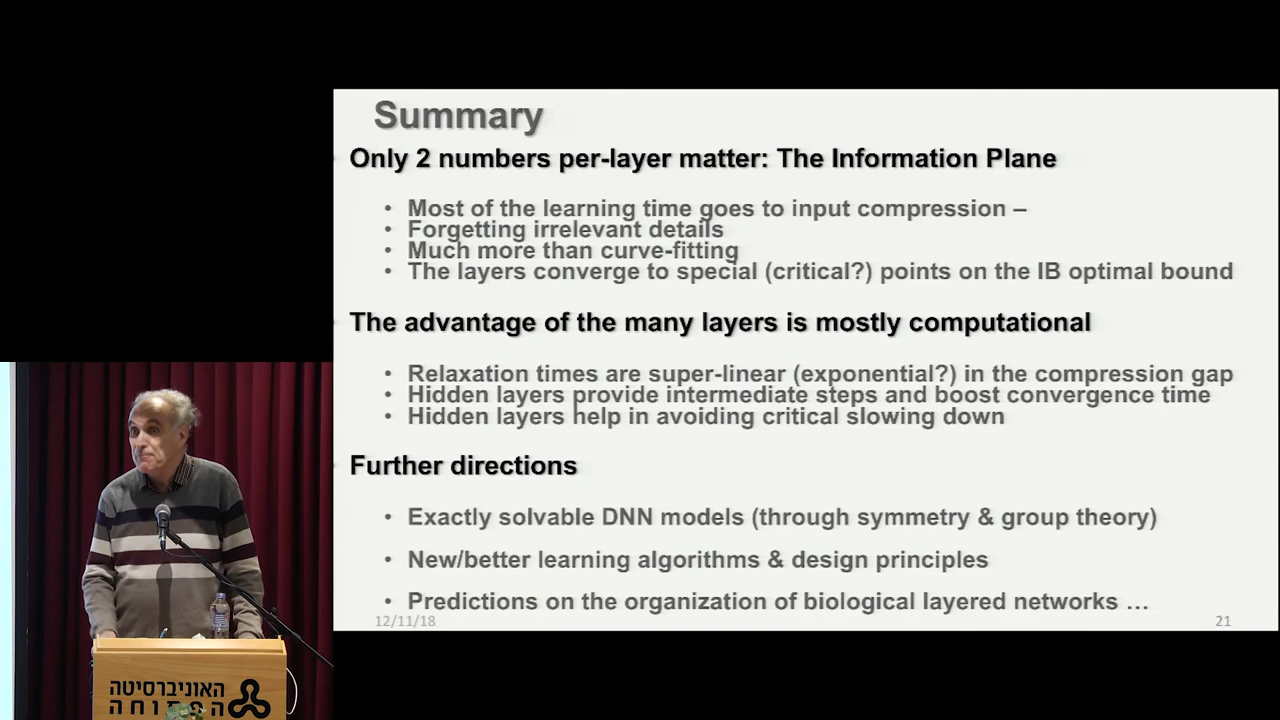 Summary
Only 2 numbers per-layer matter: The Information Plane
• Most of the learning time goes to input compression –
• Forgetting irrelevant details
• Much more than curve-fitting
• The layers converge to special (critical?) points on the IB optimal bound
The advantage of the many layers is mostly computational
• Relaxation times are super-linear (exponential?) in the compression gap
• Hidden layers provide intermediate steps and boost convergence time
• Hidden layers help in avoiding critical slowing down
Further directions
• Exactly solvable DNN models (through symmetry & group theory)
• New/better learning algorithms & design principles
• Predictions on the organization of biological layered networks …
12/11/18
21
האוניברסיטה